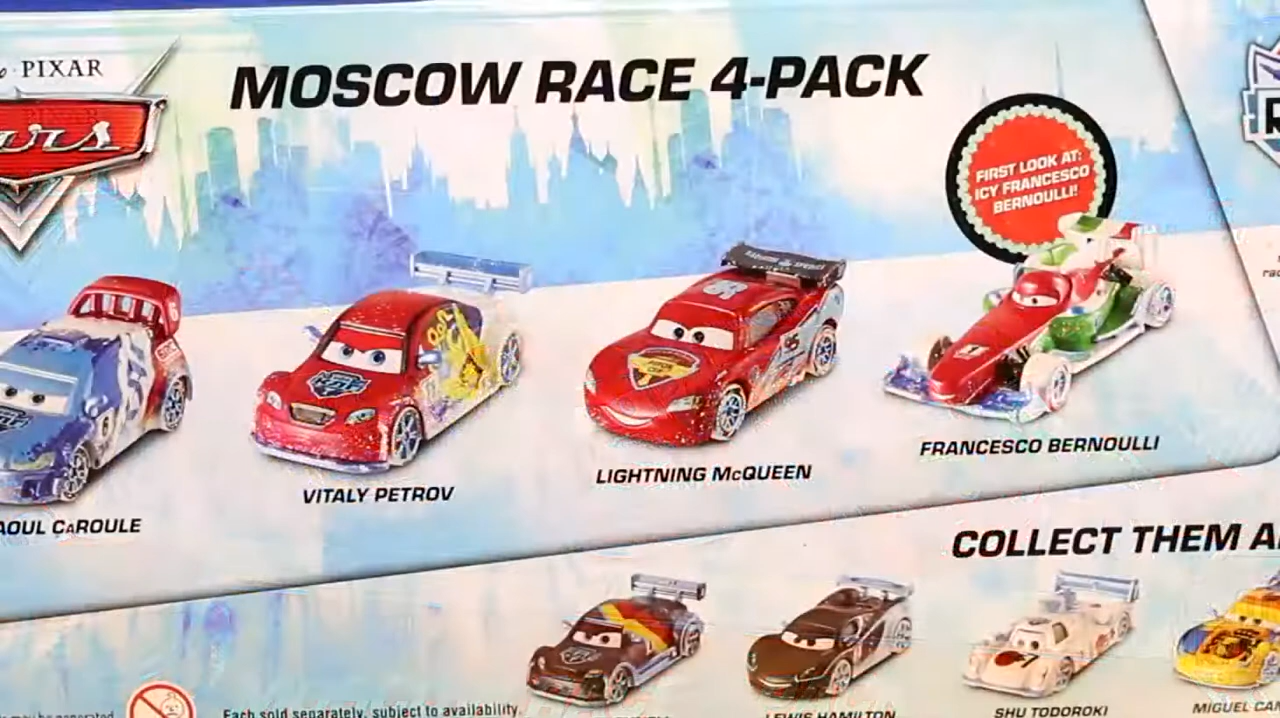 PIXAR
MOSCOW RACE 4-PACK
FIRST LOOK AT:
ICY FRANCESCO
BERNOULLI!
AOUL CAROULE
VITALY PETROV
LIGHTNING McQUEEN
FRANCESCO BERNOULLI
COLLECT THEM A
Each sold separately, subject to availability.
LEWIS HAMILTON
SHU TODOROKI
MIGUEL CAM